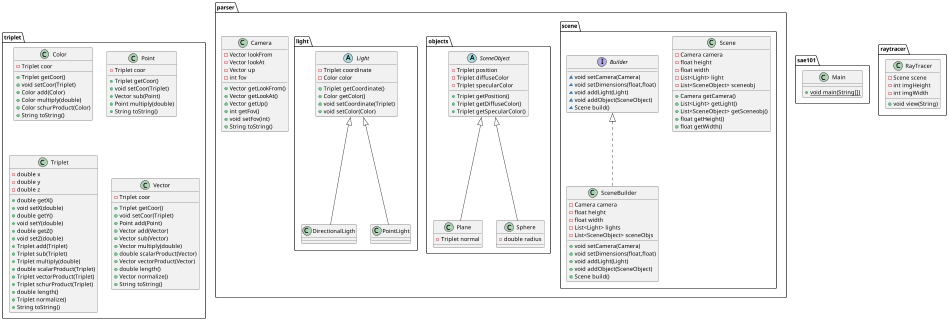 triplet
Color
Triplet coor
Triplet getCoor()
void setCoor(Triplet)
Color add(Color)
Color multiply(double)
Color schurProduct(Color)
String toString()
Point
Triplet coor
Triplet getCoor()
void setCoor(Triplet)
Vector sub(Point)
Point multiply(double)
String toString()
Triplet
double x
double y
double z
double getX()
void setX(double)
double getY()
void setY(double)
double getZ()
void setZ(double)
Triplet add(Triplet)
Triplet sub(Triplet)
Triplet multiply(double)
double scalarProduct(Triplet)
Triplet vectorProduct(Triplet)
Triplet schurProduct(Triplet)
double length()
Triplet normalize()
String toString()
Vector
Triplet coor
Triplet getCoor()
void setCoor(Triplet)
Point add(Point)
Vector add(Vector)
Vector sub(Vector)
Vector multiply(double)
double scalarProduct(Vector)
Vector vectorProduct(Vector)
double length()
Vector normalize()
String toString()
parser
Camera
Vector lookFrom
Vector lookAt
Vector up
int fov
Vector getLookFrom()
Vector getLookAt()
Vector getUp()
int getFov()
void setFov(int)
String toString()
light
Light
Triplet coordinate
Color color
Triplet getCoordinate()
Color getColor()
void setCoordinate(Triplet)
void setColor(Color)
DirectionalLigth
PointLight
objects
SceneObject
Triplet position
Triplet diffuseColor
Triplet specularColor
Triplet getPosition()
Triplet getDiffuseColor()
Triplet getSpecularColor()
Plane
Triplet normal
Sphere
double radius
scene
Builder
void setCamera(Camera)
void setDimensions(float,float)
void addLight(Light)
void addObject(SceneObject)
Scene build()
Scene
Camera camera
float height
float width
List<Light> light
List<SceneObject> sceneobj
Camera getCamera()
List<Light> getLight()
List<SceneObject> getSceneobj()
float getHeight()
float getWidth()
SceneBuilder
Camera camera
float height
float width
List<Light> lights
List<SceneObject> sceneObjs
void setCamera(Camera)
void setDimensions(float,float)
void addLight(Light)
void addObject(SceneObject)
Scene build()
sae101
Main
void main(String[])
raytracer
RayTracer
Scene scene
int imgHeight
int imgWidth
void view(String)